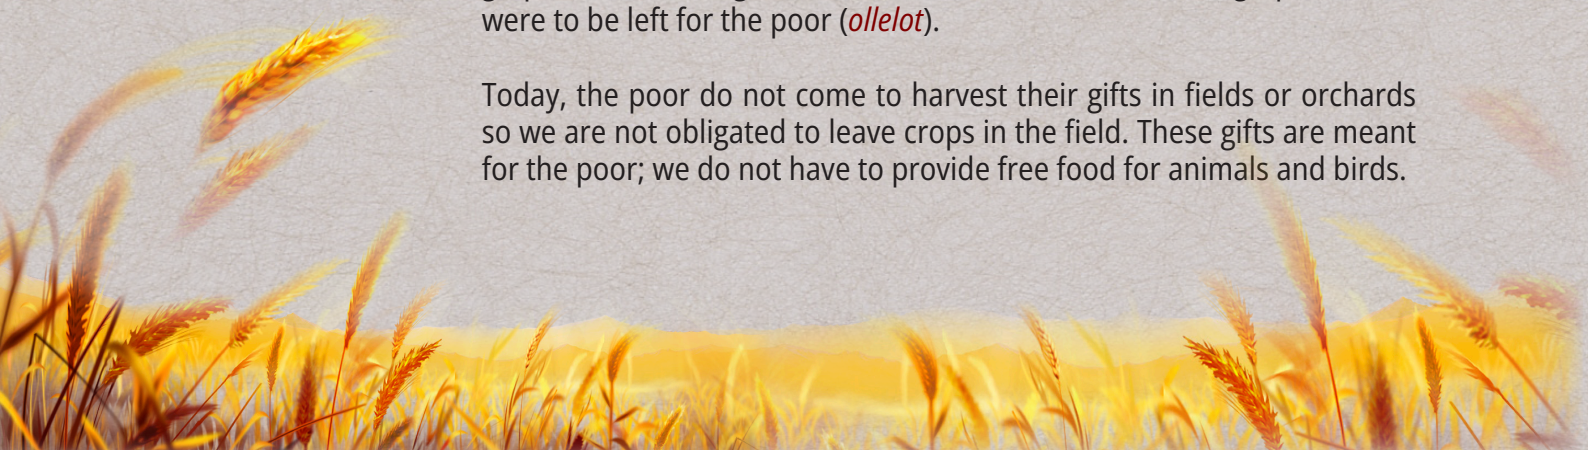 were to be left for the poor (ollelot).
Today, the poor do not come to harvest their gifts in fields or orchards
so we are not obligated to leave crops in the field. These gifts are meant
for the poor; we do not have to provide free food for animals and birds.